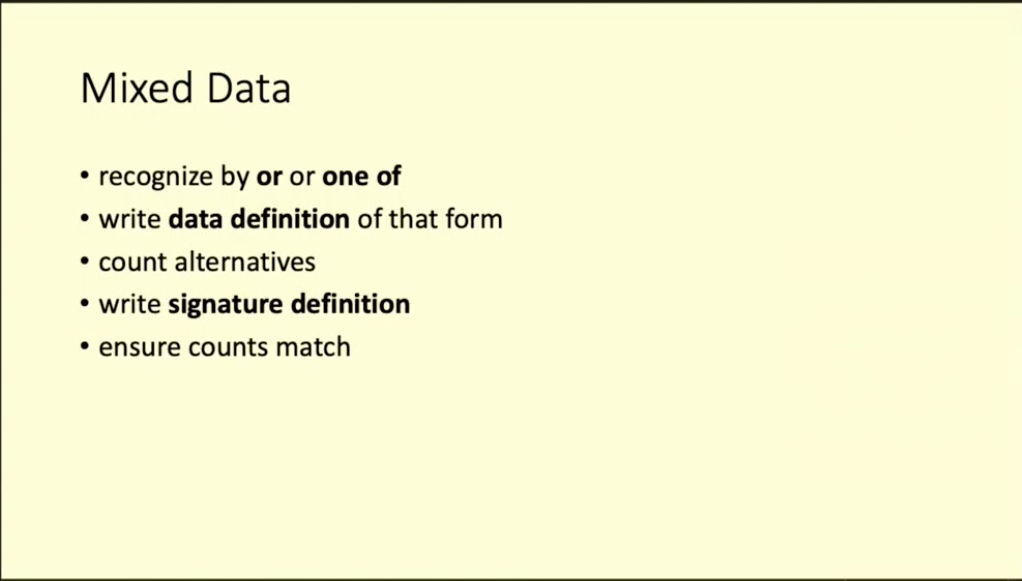 Mixed Data
• recognize by or or one of
• write data definition of that form
• count alternatives
• write signature definition
• ensure counts match